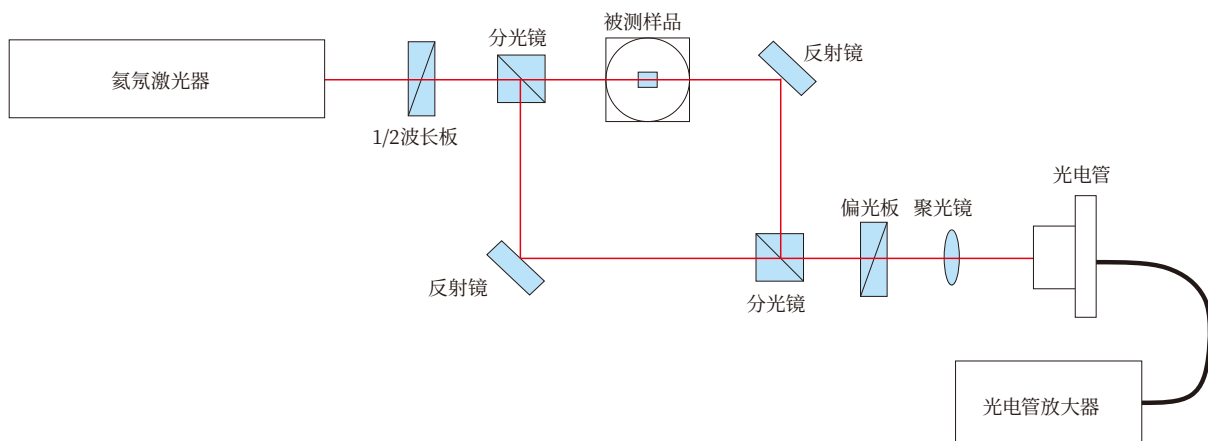 氦氖激光器
1/2波长板
分光镜
被测样品
反射镜
反射镜
分光镜
偏光板
聚光镜
光电管
光电管放大器